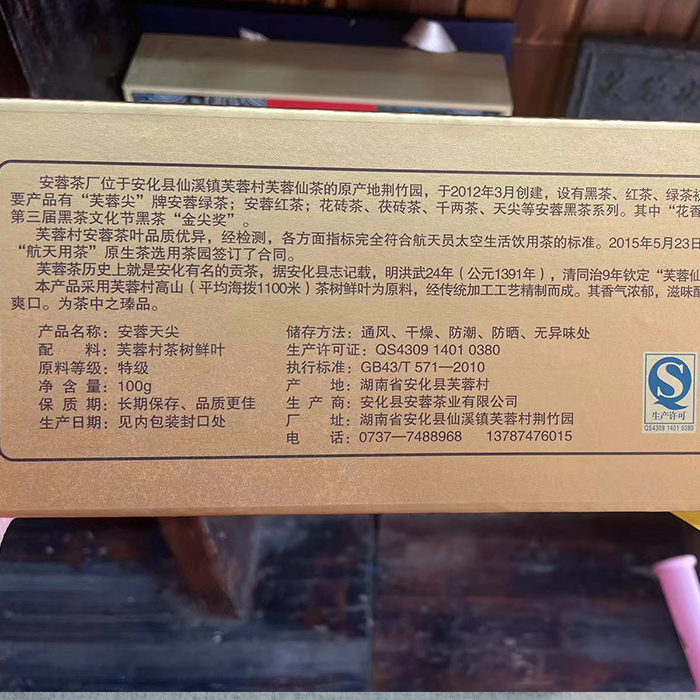 安蓉茶厂位于安化县仙溪镇芙蓉村芙蓉仙茶的原产地荆竹园，于2012年3月创建，设有黑茶、红茶、绿茶
要产品有“芙蓉尖”牌安蓉绿茶；安蓉红茶；花砖茶、茯砖茶、千两茶、天尖等安蓉黑茶系列。其中“花
第三届黑茶文化节黑茶“金尖奖”。
芙蓉村安蓉茶叶品质优异，经检测，各方面指标完全符合航天员太空生活饮用茶的标准。2015年5月23日
“航天用茶”原生茶选用茶园签订了合同。
芙蓉茶历史上就是安化有名的贡茶，据安化县志记载，明洪武24年（公元1391年），清同治9年钦定“芙蓉仙
本产品采用芙蓉村高山（平均海拨1100米）茶树鲜叶为原料，经传统加工工艺精制而成。其香气浓郁，滋味
爽口。为茶中之臻品。
产品名称：安蓉天尖
配 料：芙蓉村茶树鲜叶
原料等级：特级
净 含 量：100g
保 质 期：长期保存、品质更佳
生产日期：见内包装封口处
储存方法：通风、干燥、防潮、防晒、无异味处
生产许可证：QS4309 1401 0380
执行标准：GB43/T 571—2010
产 地：湖南省安化县芙蓉村
生 产 商：安化县安蓉茶业有限公司
厂 址：湖南省安化县仙溪镇芙蓉村荆竹园
电 话：0737—7488968 13787476015
QS
生产许可
QS4309 1401 0380